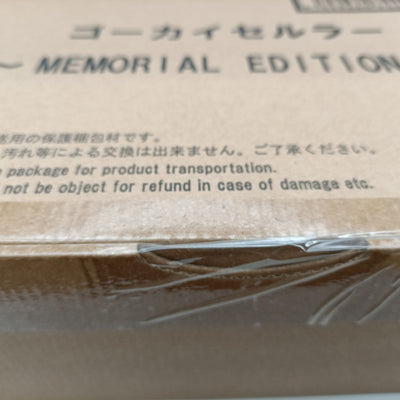 ゴーカイセルラー
～ MEMORIAL EDITION
用の保護梱包材です。
汚れ等による交換は出来ません。ご了承ください。
package for product transportation.
not be object for refund in case of damage etc.